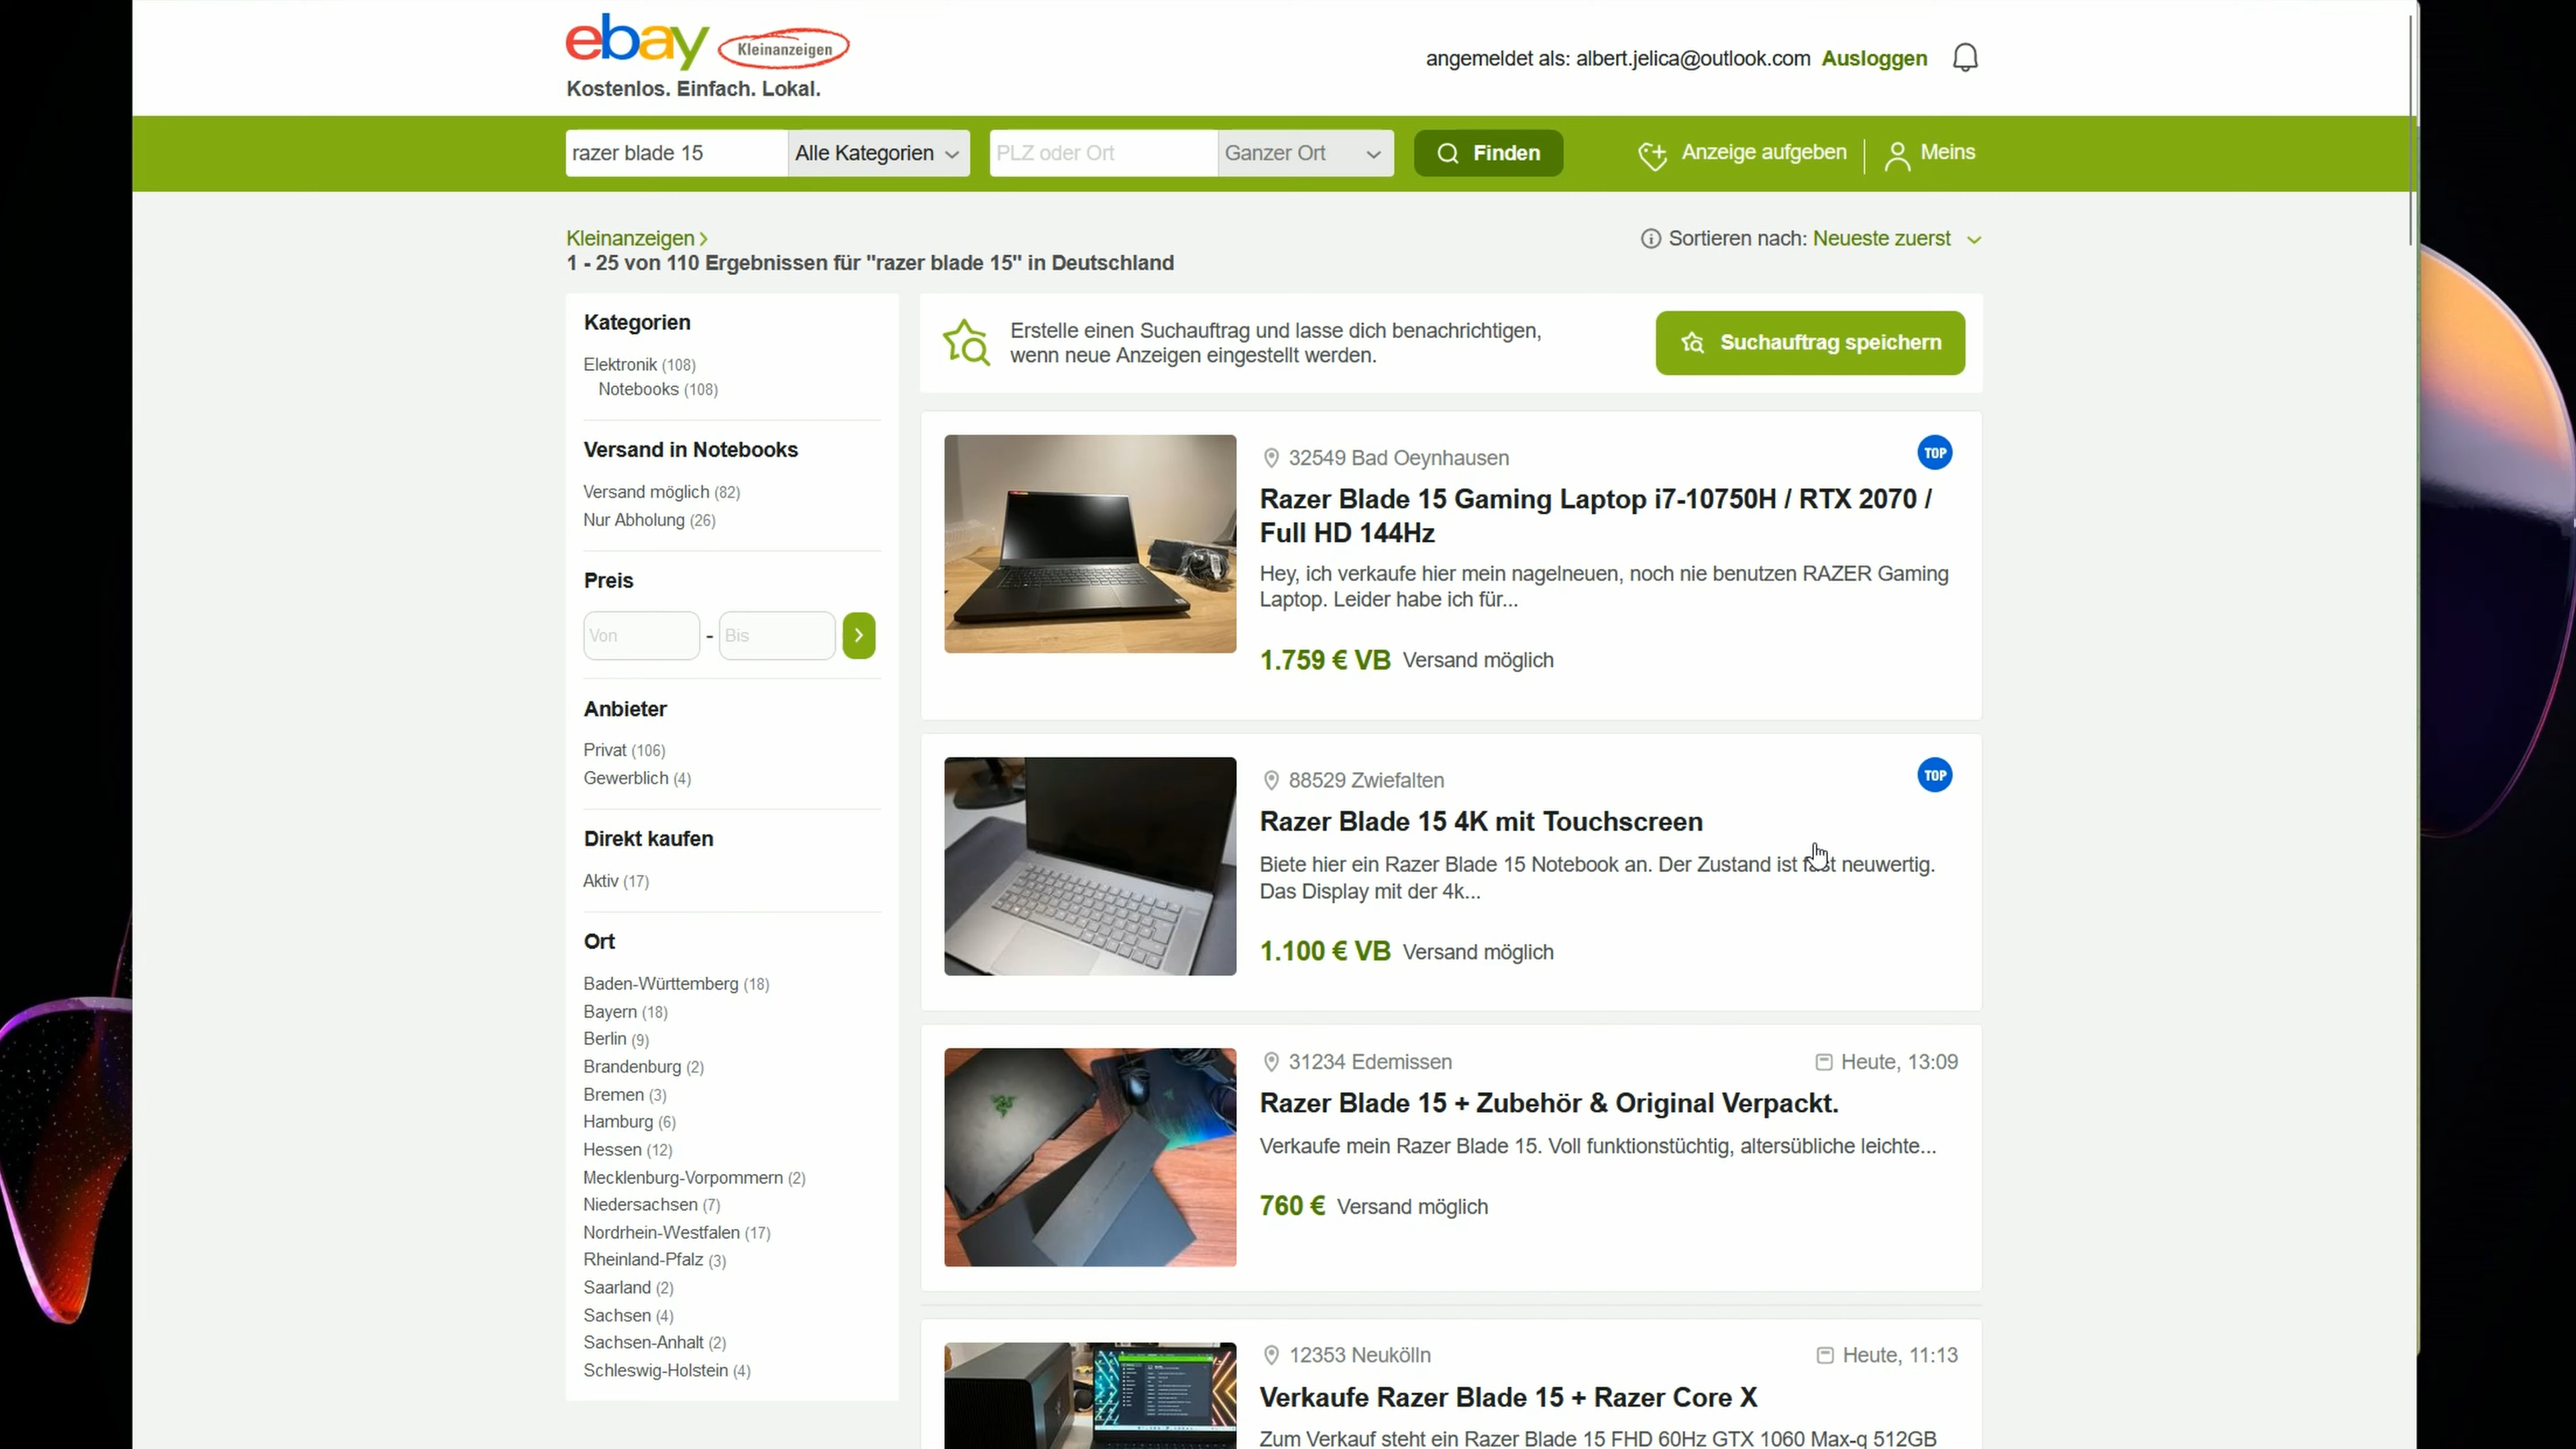 ebay Kleinanzeigen
Kostenlos. Einfach. Lokal.
angemeldet als: albert.jelica@outlook.com Ausloggen
razer blade 15 Alle Kategorien PLZ oder Ort Ganzer Ort Finden Anzeige aufgeben Meins
Kleinanzeigen
1 - 25 von 110 Ergebnissen für "razer blade 15" in Deutschland
Sortieren nach: Neueste zuerst
Kategorien
Elektronik (108)
Notebooks (108)
Versand in Notebooks
Versand möglich (82)
Nur Abholung (26)
Preis
Von - Bis
Anbieter
Privat (106)
Gewerblich (4)
Direkt kaufen
Aktiv (17)
Ort
Baden-Württemberg (18)
Bayern (18)
Berlin (9)
Brandenburg (2)
Bremen (3)
Hamburg (6)
Hessen (12)
Mecklenburg-Vorpommern (2)
Niedersachsen (7)
Nordrhein-Westfalen (17)
Rheinland-Pfalz (3)
Saarland (2)
Sachsen (4)
Sachsen-Anhalt (2)
Schleswig-Holstein (4)
Erstelle einen Suchauftrag und lasse dich benachrichtigen,
wenn neue Anzeigen eingestellt werden.
Suchauftrag speichern
32549 Bad Oeynhausen
TOP
Razer Blade 15 Gaming Laptop i7-10750H / RTX 2070 /
Full HD 144Hz
Hey, ich verkaufe hier mein nagelneuen, noch nie benutzen RAZER Gaming
Laptop. Leider habe ich für...
1.759 € VB Versand möglich
88529 Zwiefalten
TOP
Razer Blade 15 4K mit Touchscreen
Biete hier ein Razer Blade 15 Notebook an. Der Zustand ist fast neuwertig.
Das Display mit der 4k...
1.100 € VB Versand möglich
31234 Edemissen
Heute, 13:09
Razer Blade 15 + Zubehör & Original Verpackt.
Verkaufe mein Razer Blade 15. Voll funktionstüchtig, altersübliche leichte...
760 € Versand möglich
12353 Neukölln
Heute, 11:13
Verkaufe Razer Blade 15 + Razer Core X
Zum Verkauf steht ein Razer Blade 15 FHD 60Hz GTX 1060 Max-q 512GB